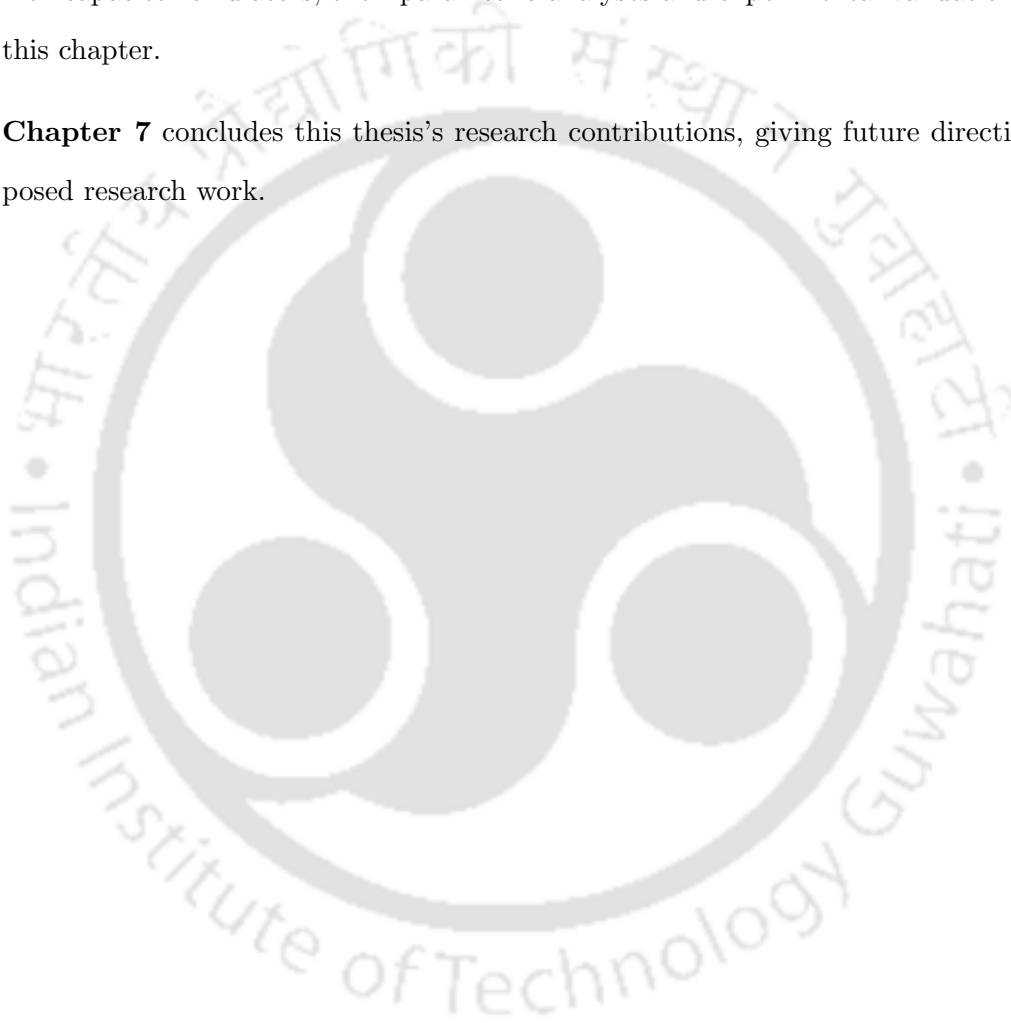 this chapter.
Chapter 7 concludes this thesis's research contributions, giving future directi
posed research work.
भारतीय प्रौद्योगिकी संस्थान गुवाहाटी
• Indian Institute of Technology Guwahati •